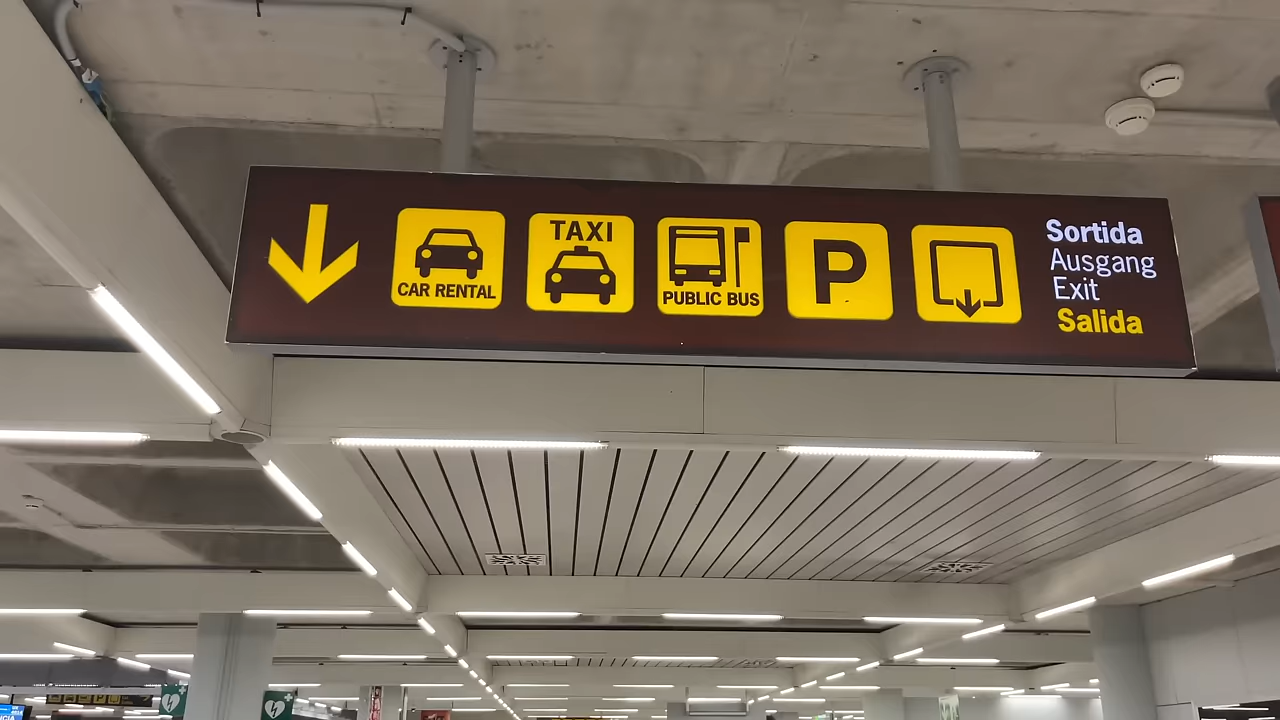 CAR RENTAL
TAXI
PUBLIC BUS
P
Sortida
Ausgang
Exit
Salida